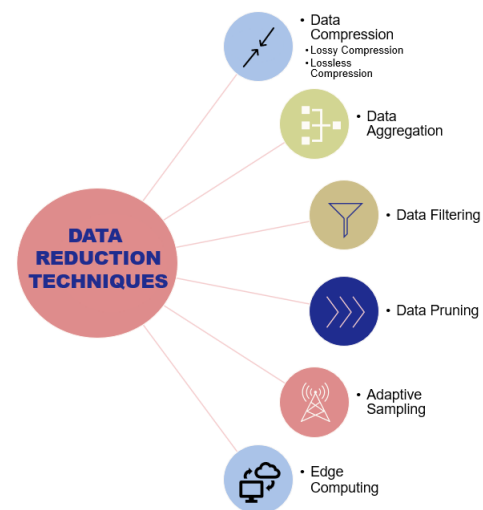 DATA
REDUCTION
TECHNIQUES
• Data
Compression
• Lossy Compression
• Lossless
Compression
• Data
Aggregation
• Data Filtering
• Data Pruning
• Adaptive
Sampling
• Edge
Computing